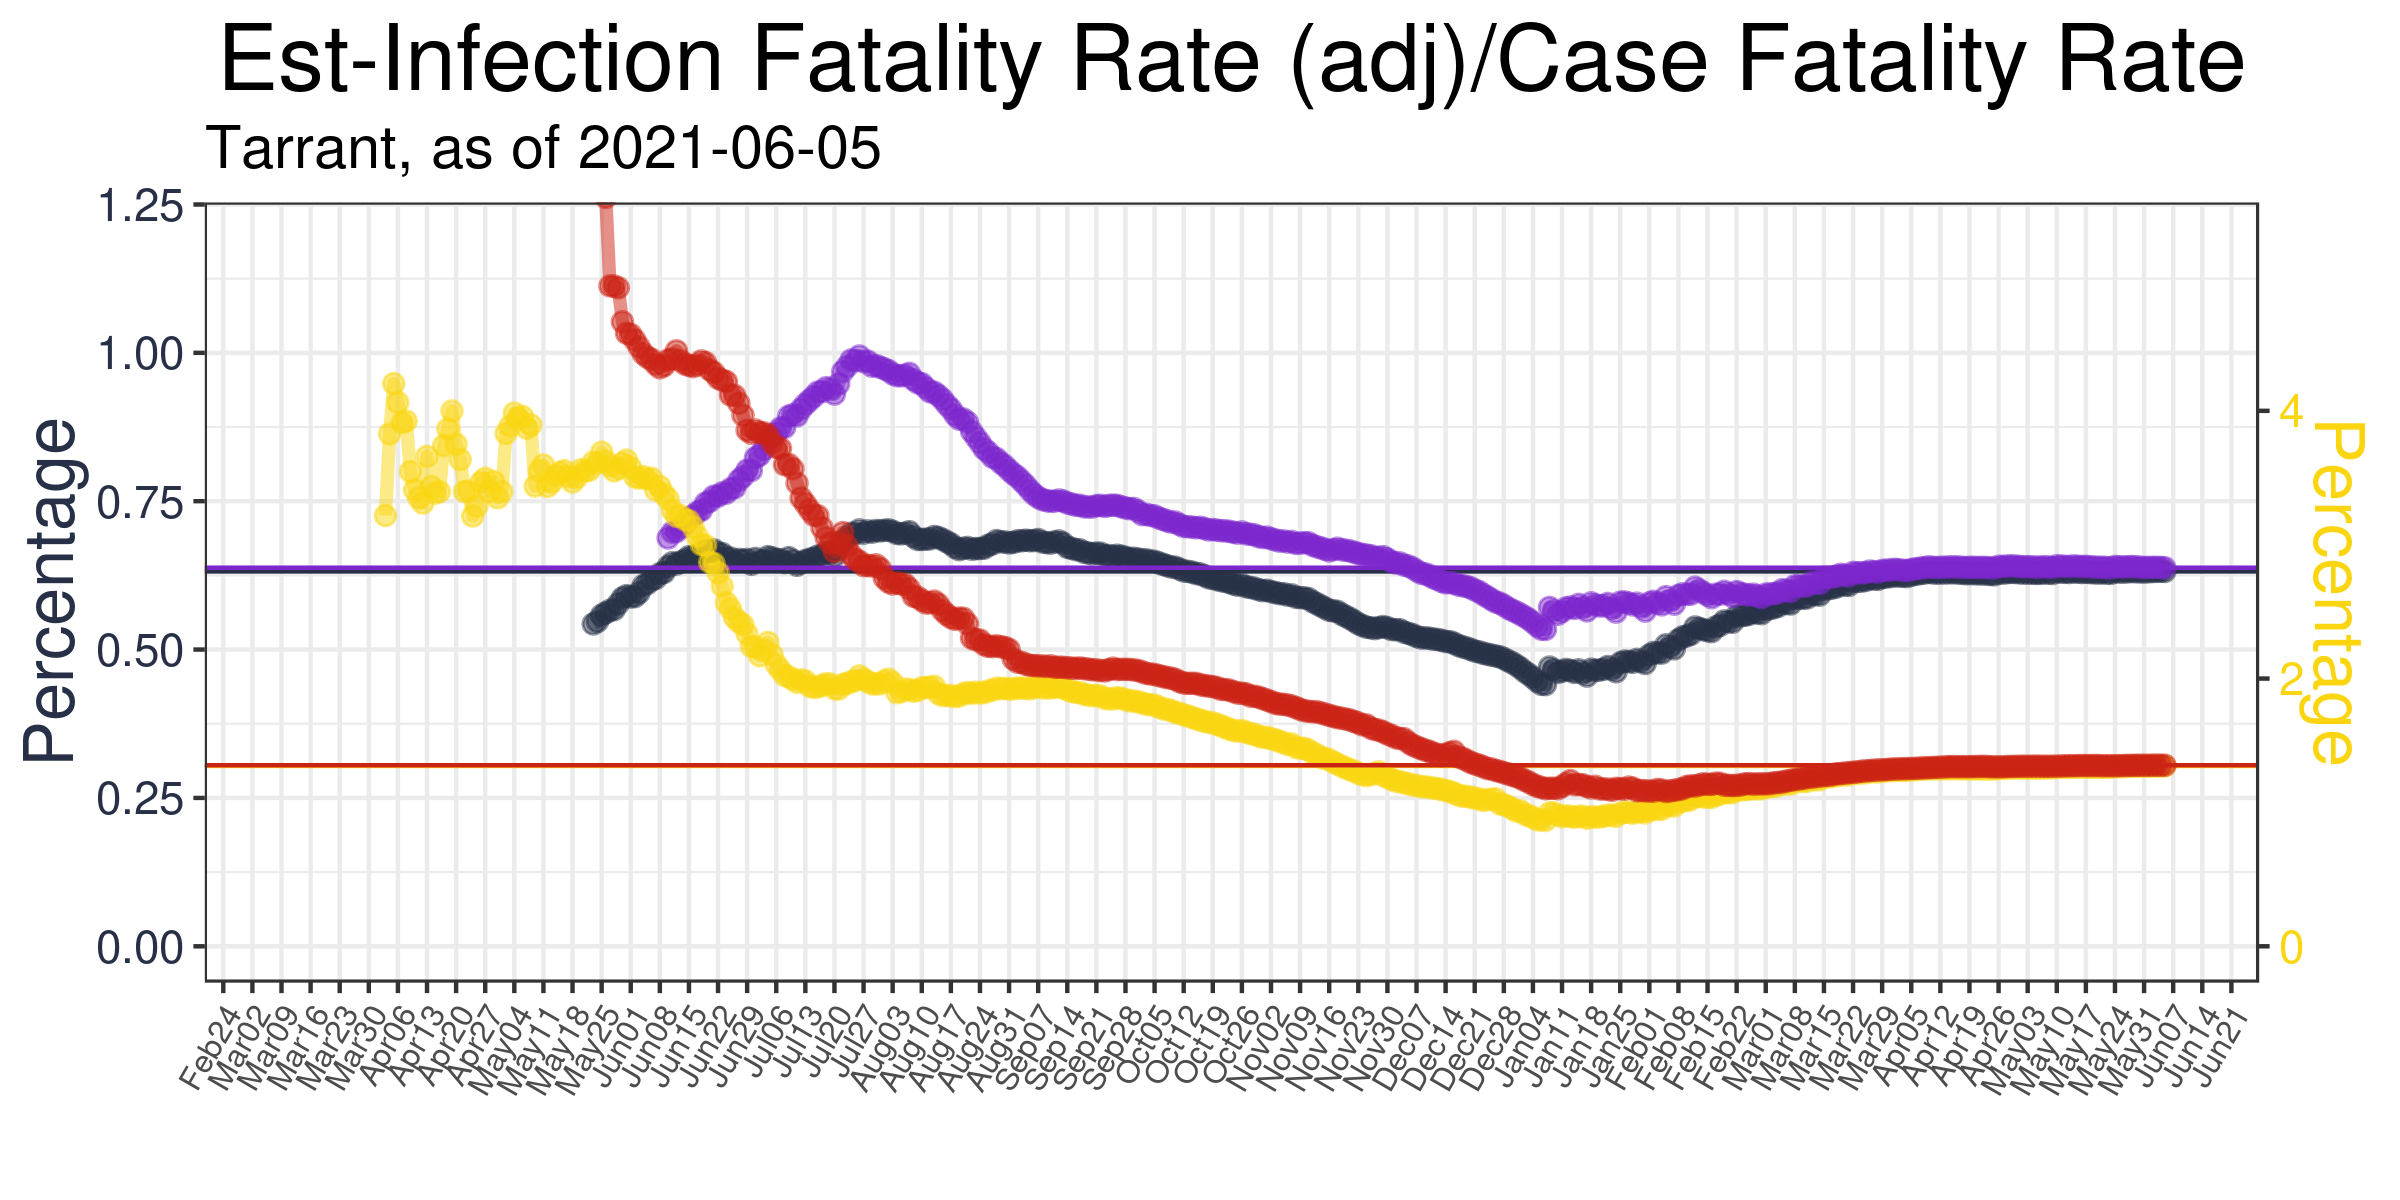 Est-Infection Fatality Rate (adj)/Case Fatality Rate
Tarrant, as of 2021-06-05
Percentage
1.25
1.00
0.75
0.50
0.25
0.00
4
2
0
Percentage
Feb24
Mar02
Mar09
Mar16
Mar23
Mar30
Apr06
Apr13
Apr20
Apr27
May04
May11
May18
May25
Jun01
Jun08
Jun15
Jun22
Jun29
Jul06
Jul13
Jul20
Jul27
Aug03
Aug10
Aug17
Aug24
Aug31
Sep07
Sep14
Sep21
Sep28
Oct05
Oct12
Oct19
Oct26
Nov02
Nov09
Nov16
Nov23
Nov30
Dec07
Dec14
Dec21
Dec28
Jan04
Jan11
Jan18
Jan25
Feb01
Feb08
Feb15
Feb22
Mar01
Mar08
Mar15
Mar22
Mar29
Apr05
Apr12
Apr19
Apr26
May03
May10
May17
May24
May31
Jun07
Jun14
Jun21